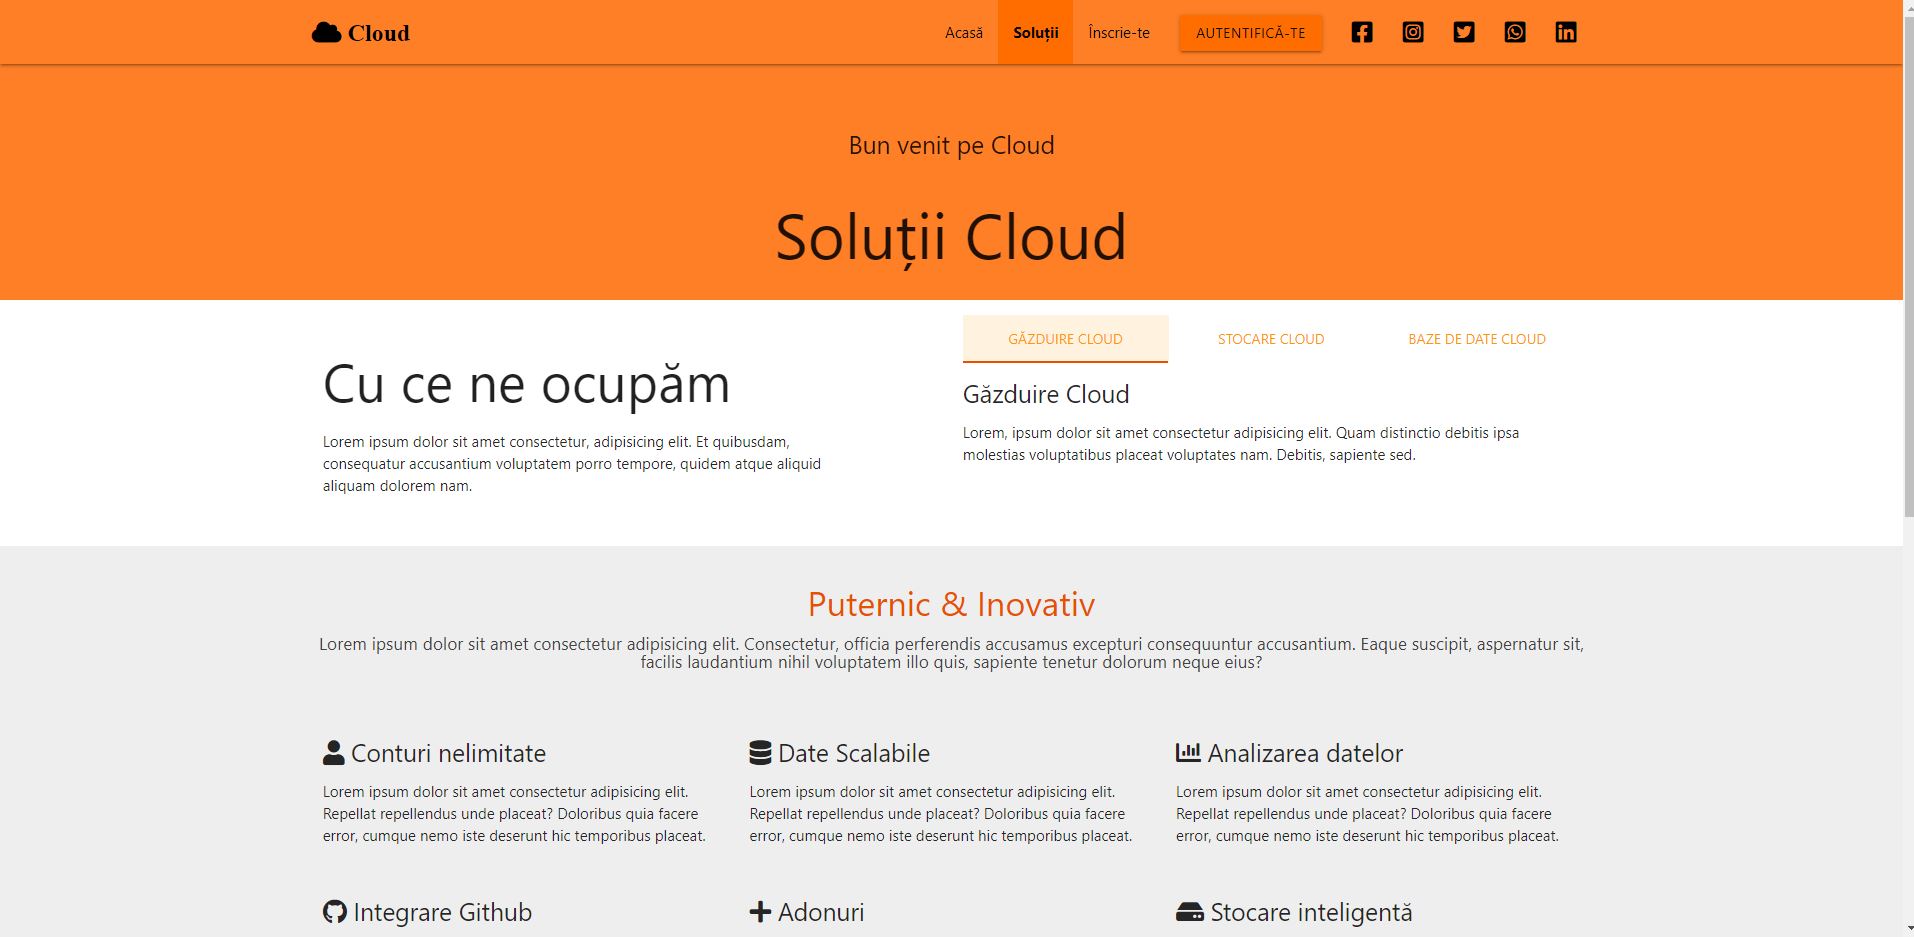 Cloud
Acasă
Soluții
Înscrie-te
AUTENTIFICĂ-TE
Bun venit pe Cloud
Soluții Cloud
Cu ce ne ocupăm
Lorem ipsum dolor sit amet consectetur, adipisicing elit. Et quibusdam,
consequatur accusantium voluptatem porro tempore, quidem atque aliquid
aliquam dolorem nam.
GĂZDUIRE CLOUD
STOCARE CLOUD
BAZE DE DATE CLOUD
Găzduire Cloud
Lorem, ipsum dolor sit amet consectetur adipisicing elit. Quam distinctio debitis ipsa
molestias voluptatibus placeat voluptates nam. Debitis, sapiente sed.
Puternic & Inovativ
Lorem ipsum dolor sit amet consectetur adipisicing elit. Consectetur, officia perferendis accusamus excepturi consequuntur accusantium. Eaque suscipit, aspernatur sit,
facilis laudantium nihil voluptatem illo quis, sapiente tenetur dolorum neque eius?
Conturi nelimitate
Lorem ipsum dolor sit amet consectetur adipisicing elit.
Repellat repellendus unde placeat? Doloribus quia facere
error, cumque nemo iste deserunt hic temporibus placeat.
Date Scalabile
Lorem ipsum dolor sit amet consectetur adipisicing elit.
Repellat repellendus unde placeat? Doloribus quia facere
error, cumque nemo iste deserunt hic temporibus placeat.
Analizarea datelor
Lorem ipsum dolor sit amet consectetur adipisicing elit.
Repellat repellendus unde placeat? Doloribus quia facere
error, cumque nemo iste deserunt hic temporibus placeat.
Integrare Github
Adonuri
Stocare inteligentă